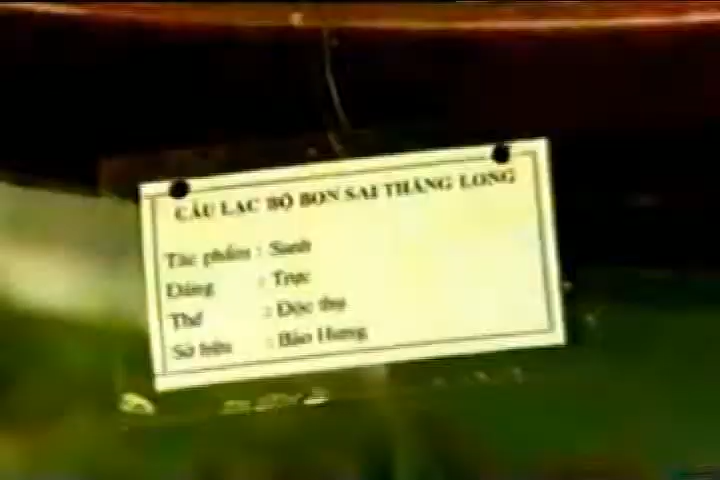 CÂU LẠC BỘ BON SAI THĂNG LONG
Tác phẩm : Sanh
Dáng : Trực
Thế : Độc thụ
Sở hữu : Bảo Hưng